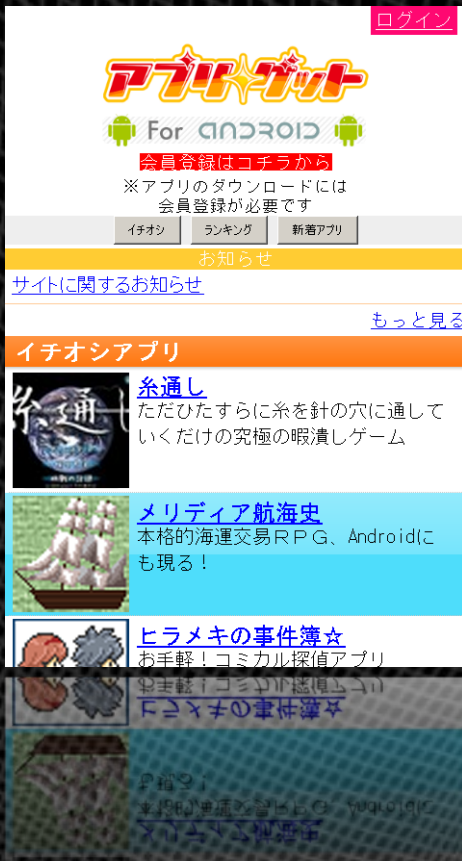 ログイン
アプリ☆ゲット
For ANDROID
会員登録はコチラから
※アプリのダウンロードには
会員登録が必要です
イチオシ ランキング 新着アプリ
お知らせ
サイトに関するお知らせ
もっと見る
イチオシアプリ
糸通し
糸通し
ただひたすらに糸を針の穴に通して
いくだけの究極の暇潰しゲーム
メリディア航海史
本格的海運交易ＲＰＧ、Androidに
も現る！
ヒラメキの事件簿☆
お手軽！コミカル探偵アプリ